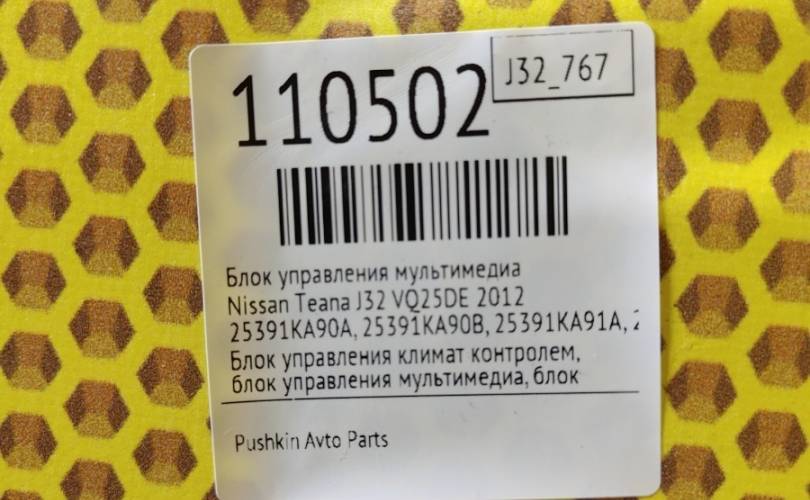 110502
J32_767
Блок управления мультимедиа
Nissan Teana J32 VQ25DE 2012
25391KA90A, 25391KA90B, 25391KA91A,
Блок управления климат контролем,
блок управления мультимедиа, блок
Pushkin Avto Parts